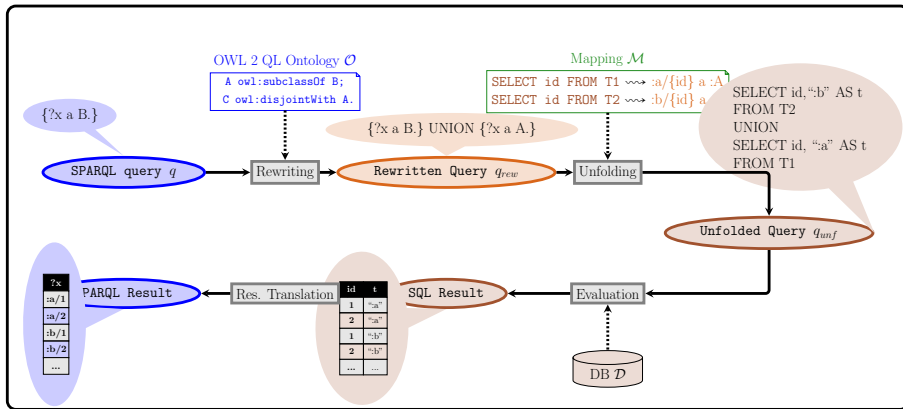 OWL 2 QL Ontology 𝒪
A owl:subclassOf B;
C owl:disjointWith A.
Mapping ℳ
SELECT id FROM T1 ⇝ :a/{id} a :A
SELECT id FROM T2 ⇝ :b/{id} a
SELECT id,“:b” AS t
FROM T2
UNION
SELECT id, “:a” AS t
FROM T1
{?x a B.}
{?x a B.} UNION {?x a A.}
SPARQL query q
Rewriting
Rewritten Query q_rew
Unfolding
Unfolded Query q_unf
?x
:a/1
:a/2
:b/1
:b/2
...
PARQL Result
Res. Translation
id t
1 “:a”
2 “:a”
1 “:b”
2 “:b”
... ...
SQL Result
Evaluation
DB 𝒟